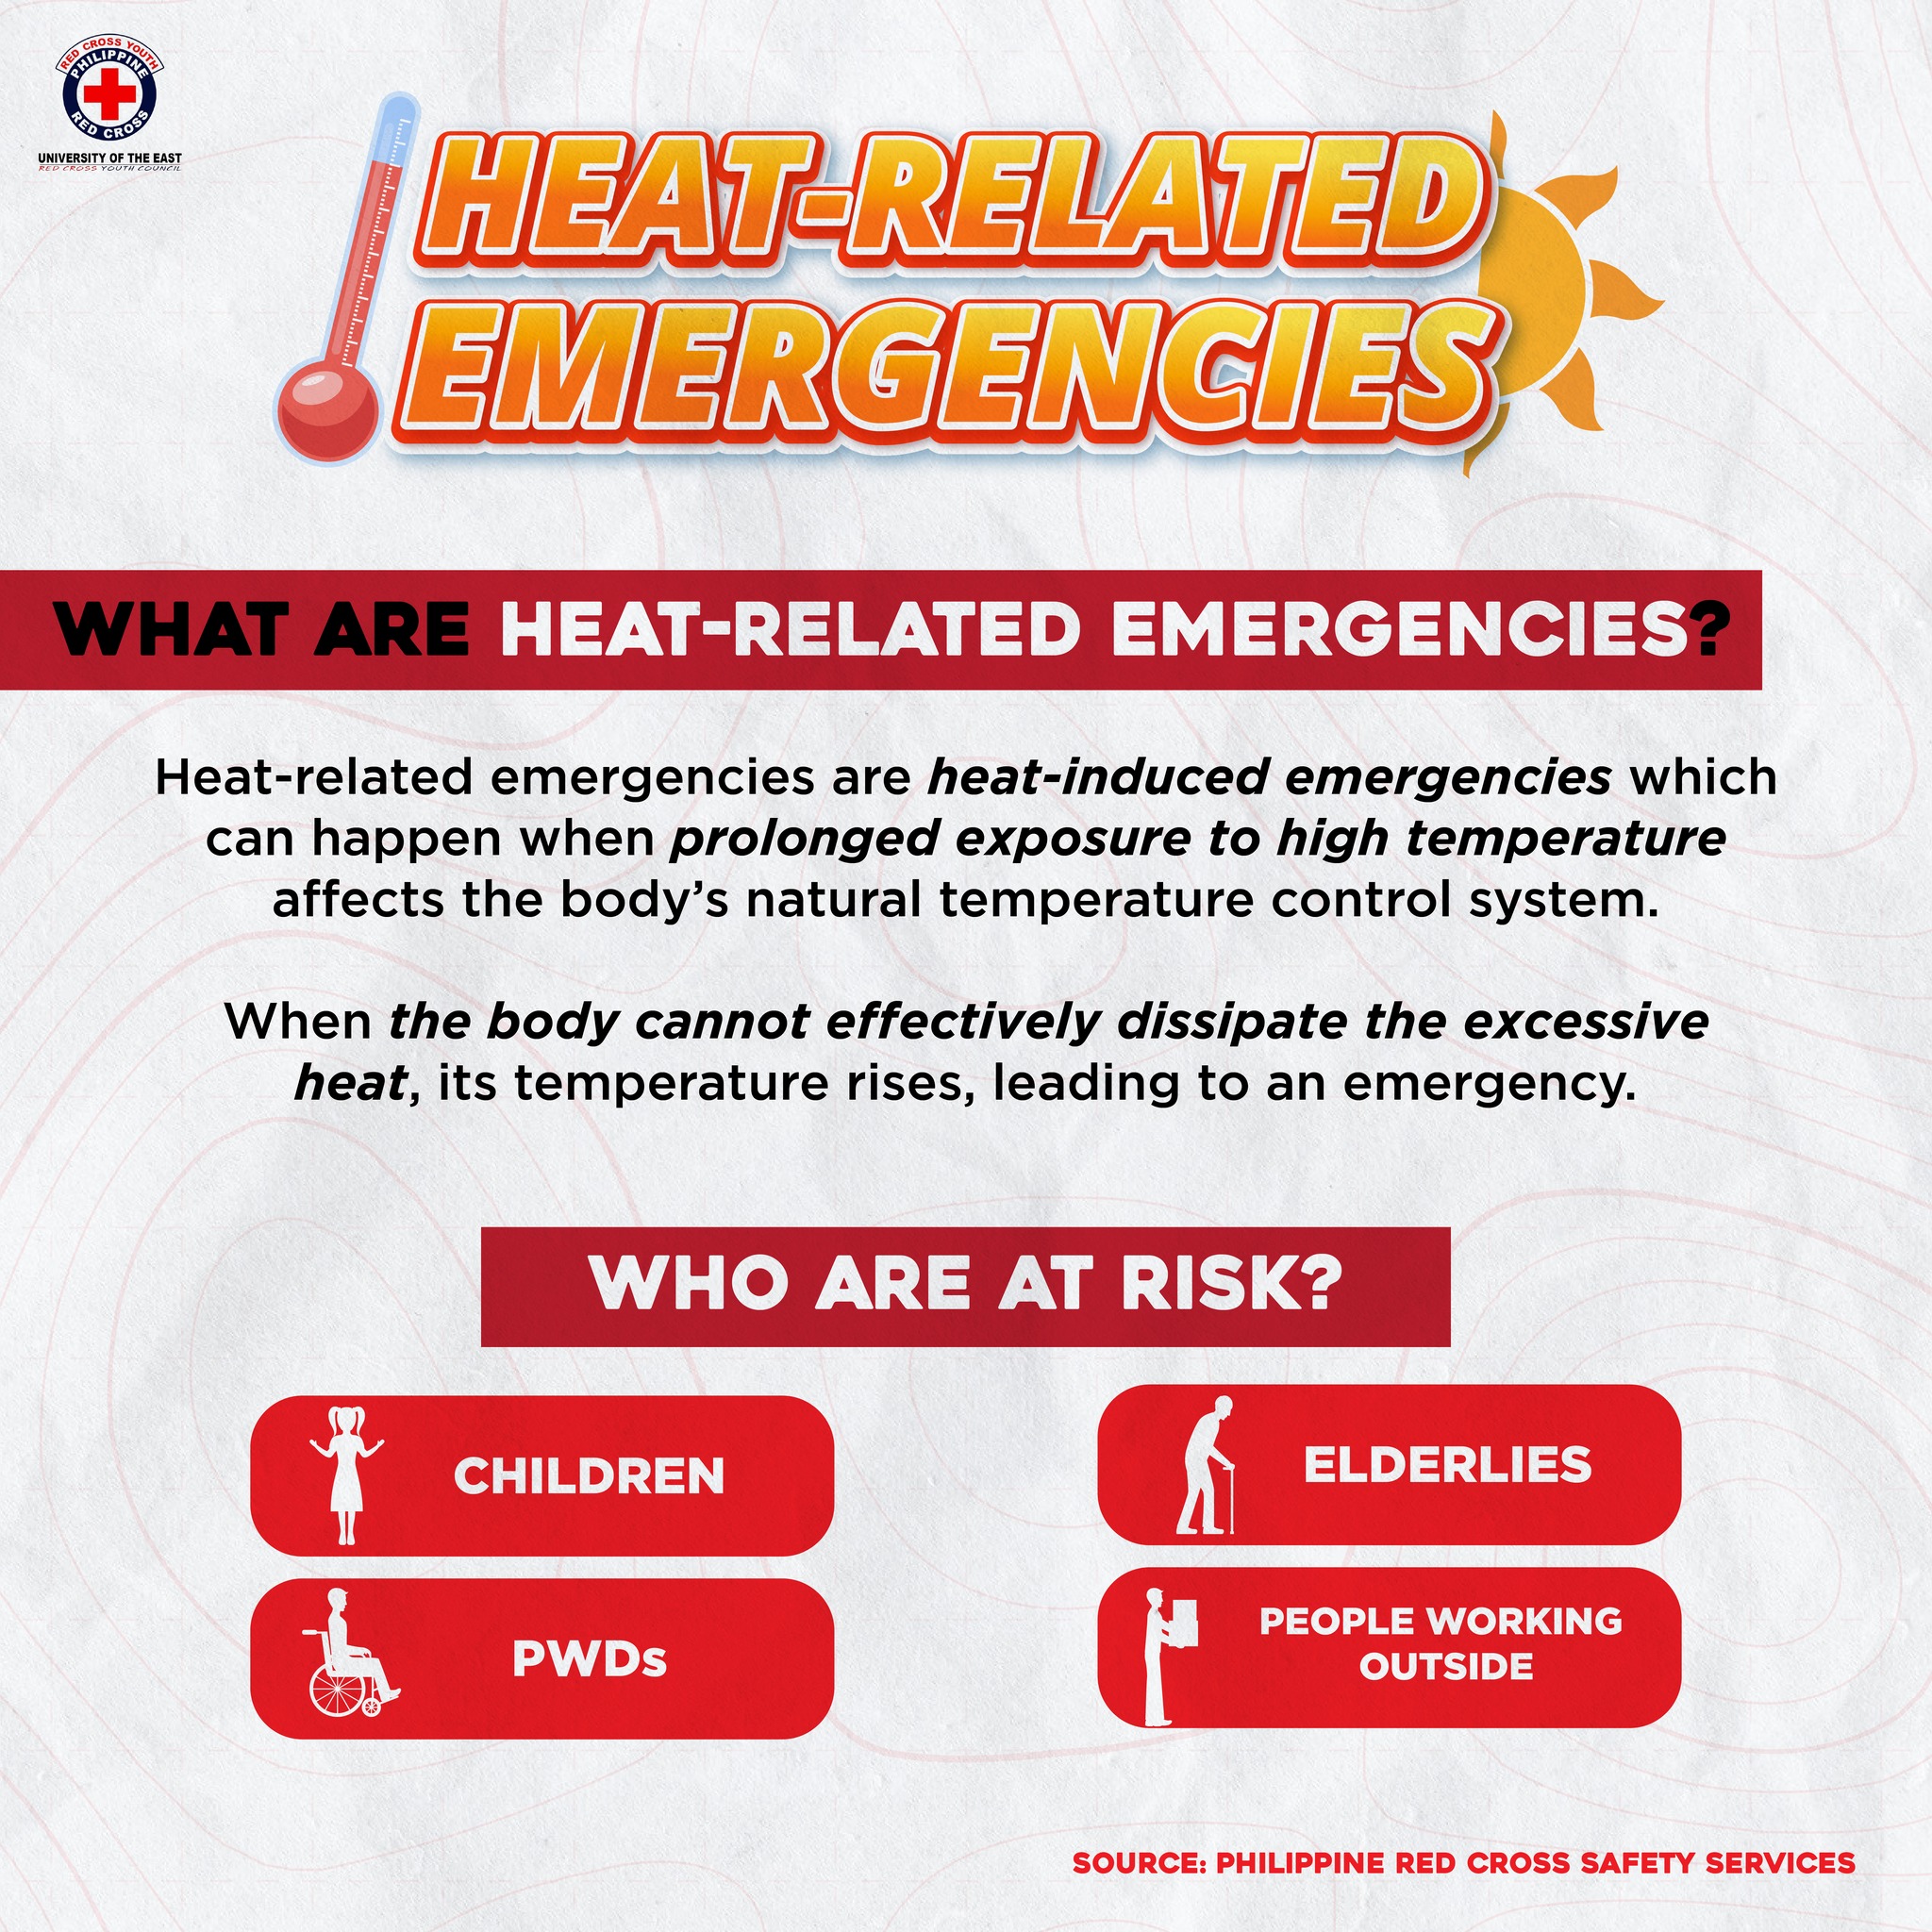 RED CROSS YOUTH
PHILIPPINE
RED CROSS
UNIVERSITY OF THE EAST
RED CROSS YOUTH COUNCIL
HEAT-RELATED
EMERGENCIES
WHAT ARE HEAT-RELATED EMERGENCIES?
Heat-related emergencies are heat-induced emergencies which
can happen when prolonged exposure to high temperature
affects the body’s natural temperature control system.
When the body cannot effectively dissipate the excessive
heat, its temperature rises, leading to an emergency.
WHO ARE AT RISK?
CHILDREN
ELDERLIES
PWDs
PEOPLE WORKING
OUTSIDE
SOURCE: PHILIPPINE RED CROSS SAFETY SERVICES